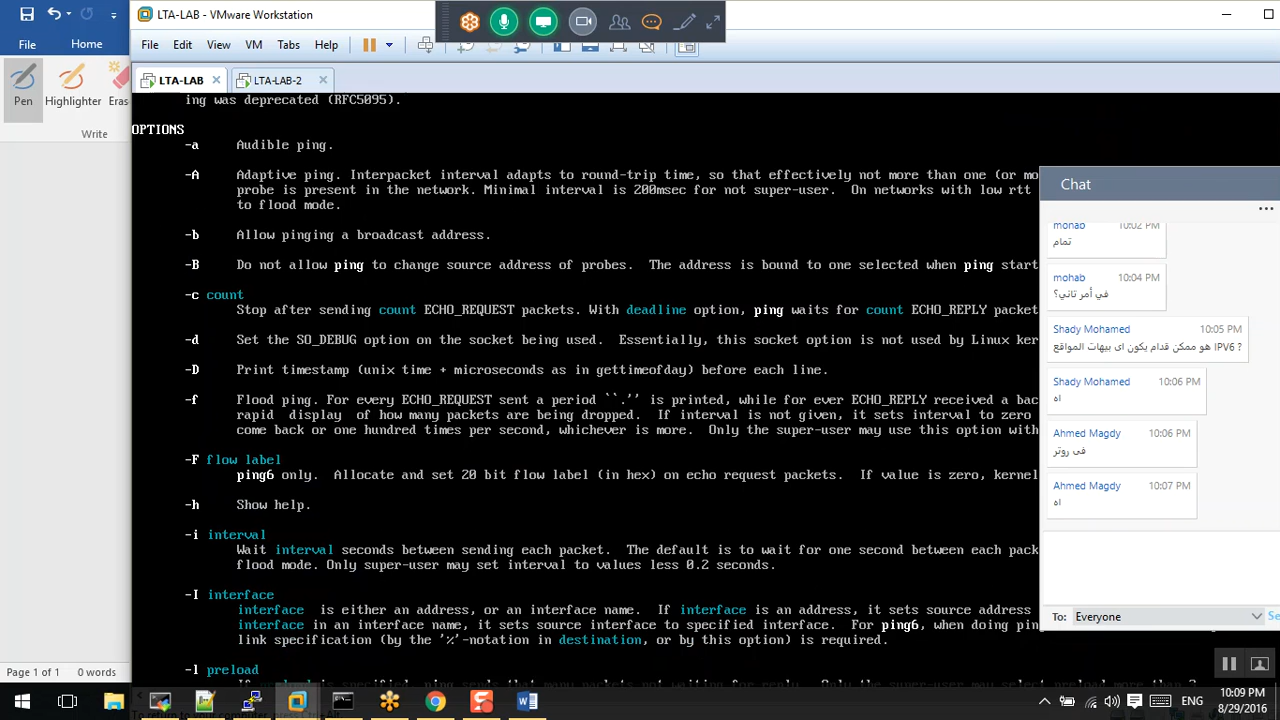 LTA-LAB - VMware Workstation
File
Home
File Edit View VM Tabs Help
LTA-LAB
LTA-LAB-2
Pen
Highlighter
Eras
Write
ing was deprecated (RFC5095).
OPTIONS
-a Audible ping.
-A Adaptive ping. Interpacket interval adapts to round-trip time, so that effectively not more than one (or mo
probe is present in the network. Minimal interval is 200msec for not super-user. On networks with low rtt
to flood mode.
-b Allow pinging a broadcast address.
-B Do not allow ping to change source address of probes. The address is bound to one selected when ping start
-c count
Stop after sending count ECHO_REQUEST packets. With deadline option, ping waits for count ECHO_REPLY packet
-d Set the SO_DEBUG option on the socket being used. Essentially, this socket option is not used by Linux ker
-D Print timestamp (unix time + microseconds as in gettimeofday) before each line.
-f Flood ping. For every ECHO_REQUEST sent a period ``.'' is printed, while for ever ECHO_REPLY received a bac
rapid display of how many packets are being dropped. If interval is not given, it sets interval to zero
come back or one hundred times per second, whichever is more. Only the super-user may use this option with
-F flow label
ping6 only. Allocate and set 20 bit flow label (in hex) on echo request packets. If value is zero, kernel
-h Show help.
-i interval
Wait interval seconds between sending each packet. The default is to wait for one second between each pack
flood mode. Only super-user may set interval to values less 0.2 seconds.
-I interface
interface is either an address, or an interface name. If interface is an address, it sets source address
interface in an interface name, it sets source interface to specified interface. For ping6, when doing pin
link specification (by the '%'-notation in destination, or by this option) is required.
-l preload
Chat
mohab 10:02 PM
تمام
mohab 10:04 PM
في أمر تاني؟
Shady Mohamed 10:05 PM
هو ممكن قدام يكون اى بيهات المواقع IPV6 ?
Shady Mohamed 10:06 PM
اه
Ahmed Magdy 10:06 PM
فى روتر
Ahmed Magdy 10:07 PM
اه
To: Everyone
Se
Page 1 of 1 0 words
ENG
10:09 PM
8/29/2016